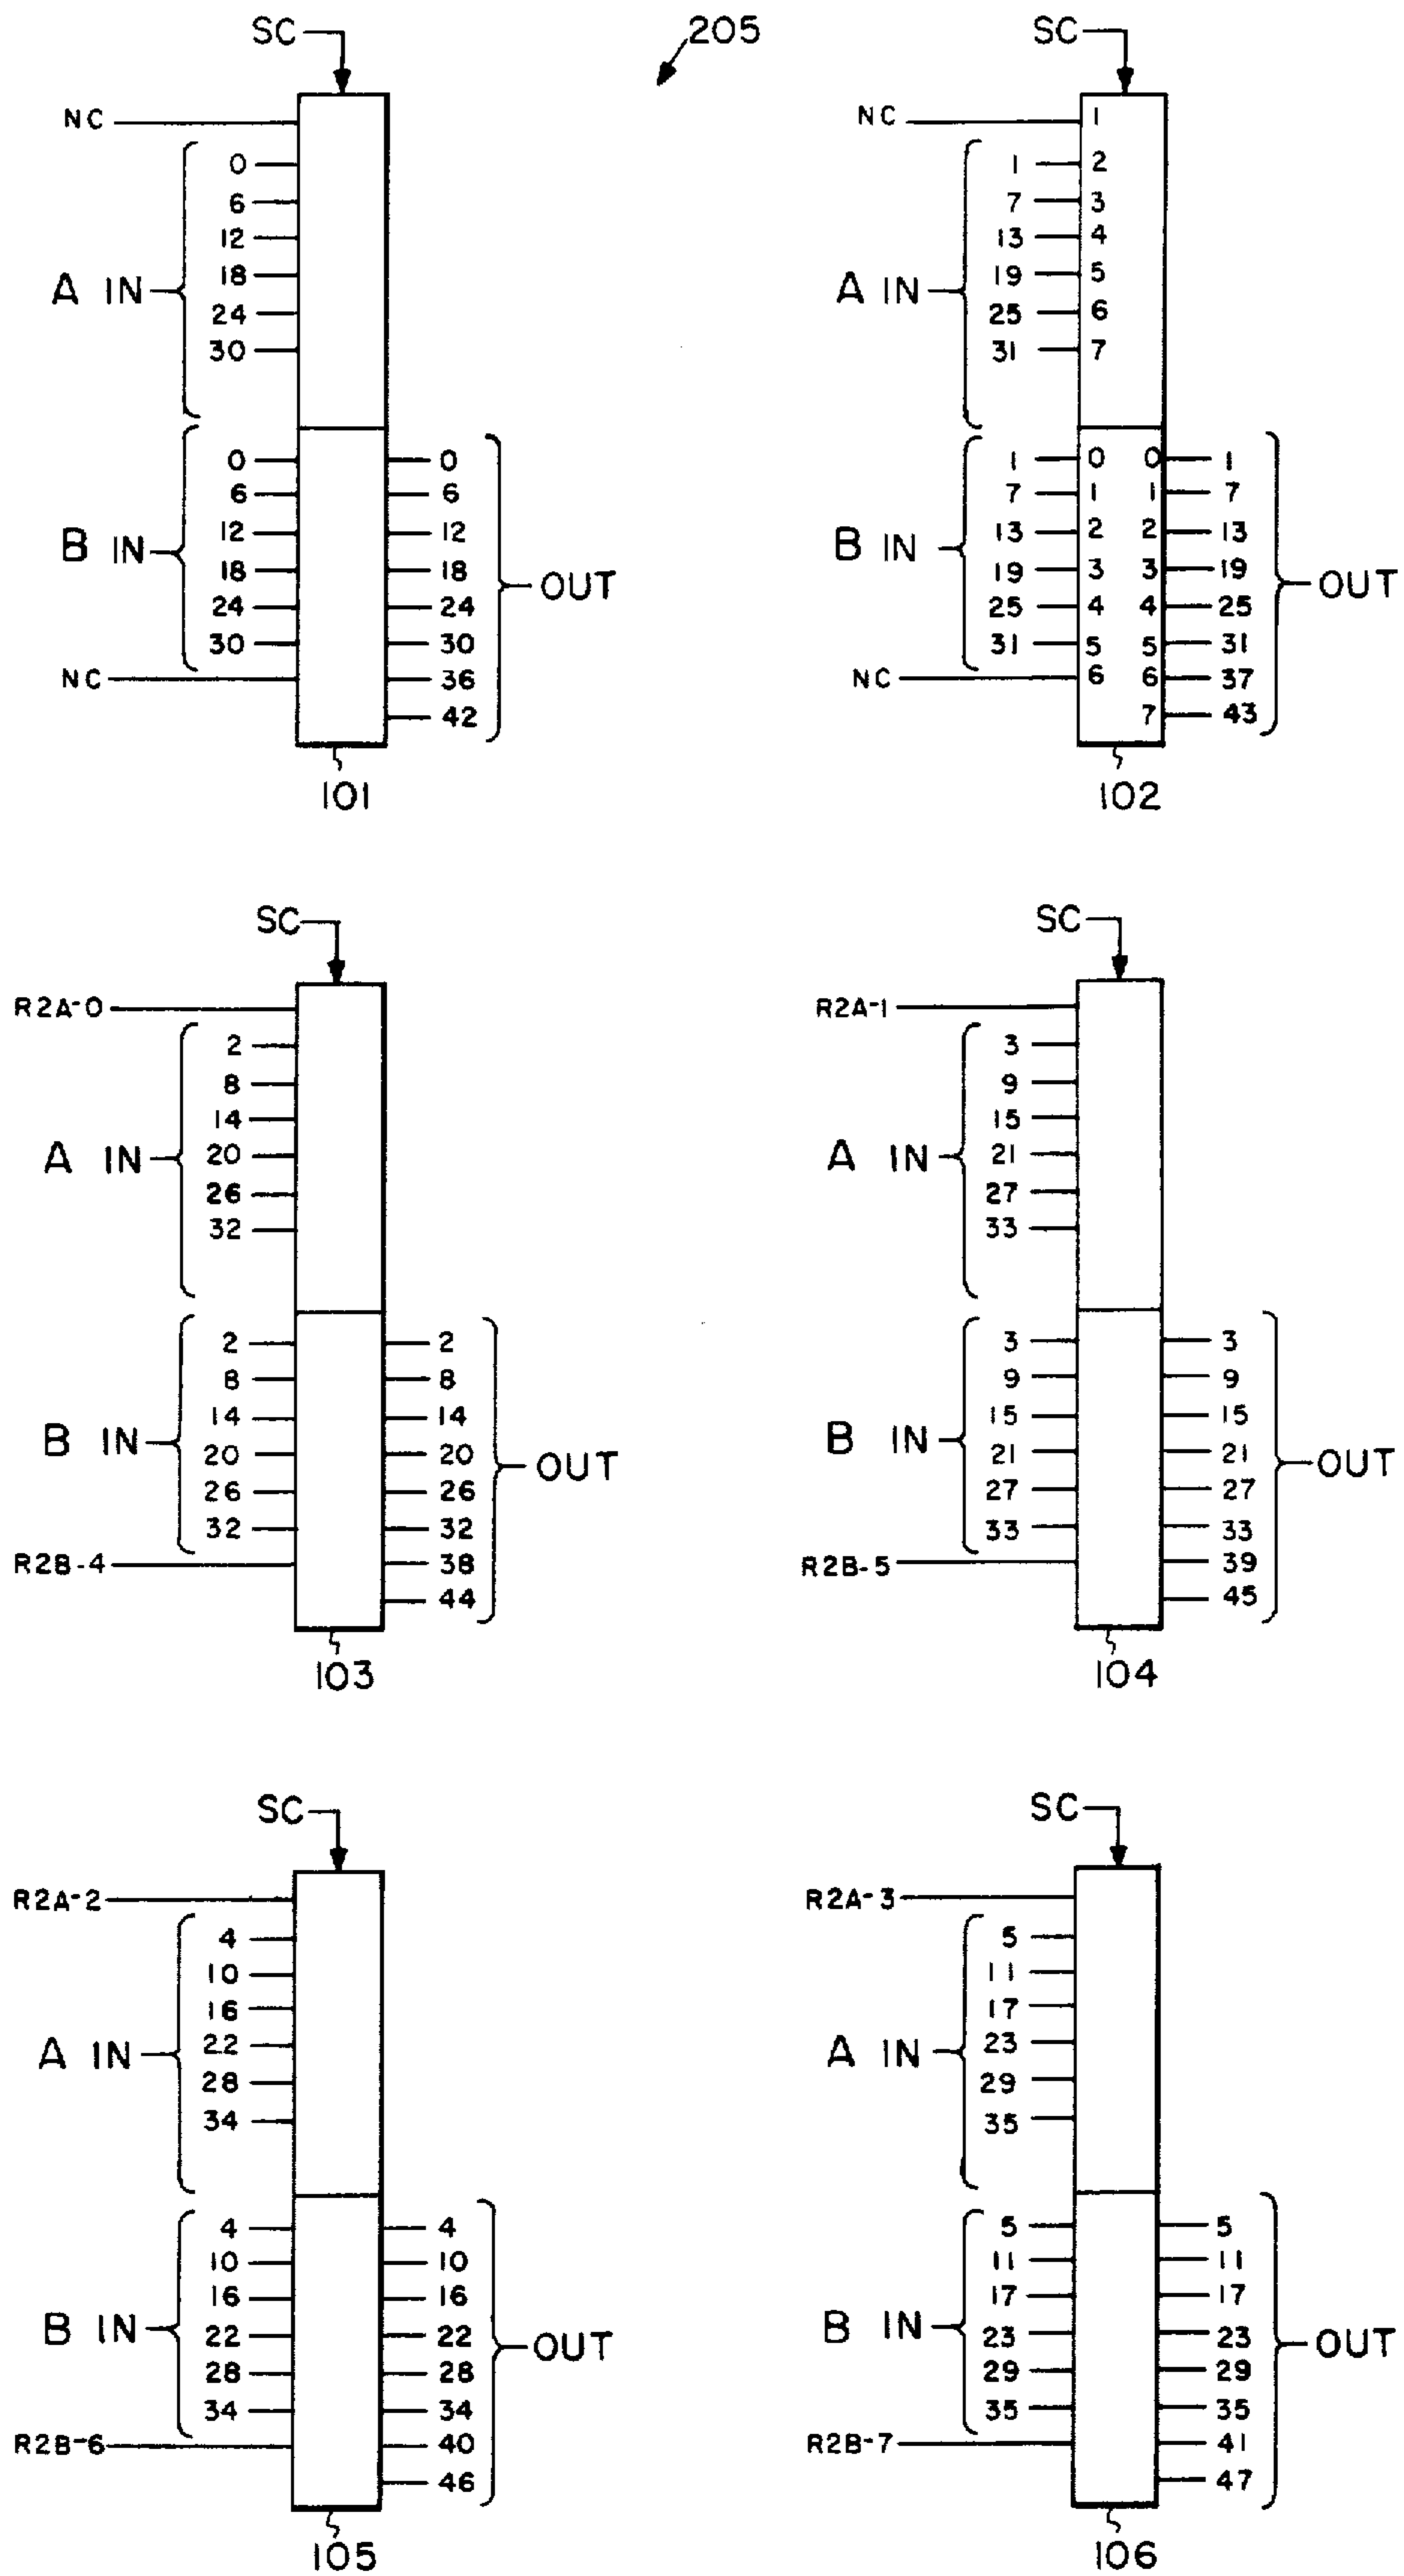 205
SC
NC
A IN
0
6
12
18
24
30
B IN
0 0
6 6
12 12
18 18
24 24
30 30
NC 36
42
OUT
101
SC
NC 1
A IN
1 2
7 3
13 4
19 5
25 6
31 7
B IN
1 0 0 1
7 1 1 7
13 2 2 13
19 3 3 19
25 4 4 25
31 5 5 31
NC 6 6 37
7 43
OUT
102
SC
R2A-0
A IN
2
8
14
20
26
32
B IN
2 2
8 8
14 14
20 20
26 26
32 32
R2B-4 38
44
OUT
103
SC
R2A-1
A IN
3
9
15
21
27
33
B IN
3 3
9 9
15 15
21 21
27 27
33 33
R2B-5 39
45
OUT
104
SC
R2A-2
A IN
4
10
16
22
28
34
B IN
4 4
10 10
16 16
22 22
28 28
34 34
R2B-6 40
46
OUT
105
SC
R2A-3
A IN
5
11
17
23
29
35
B IN
5 5
11 11
17 17
23 23
29 29
35 35
R2B-7 41
47
OUT
106